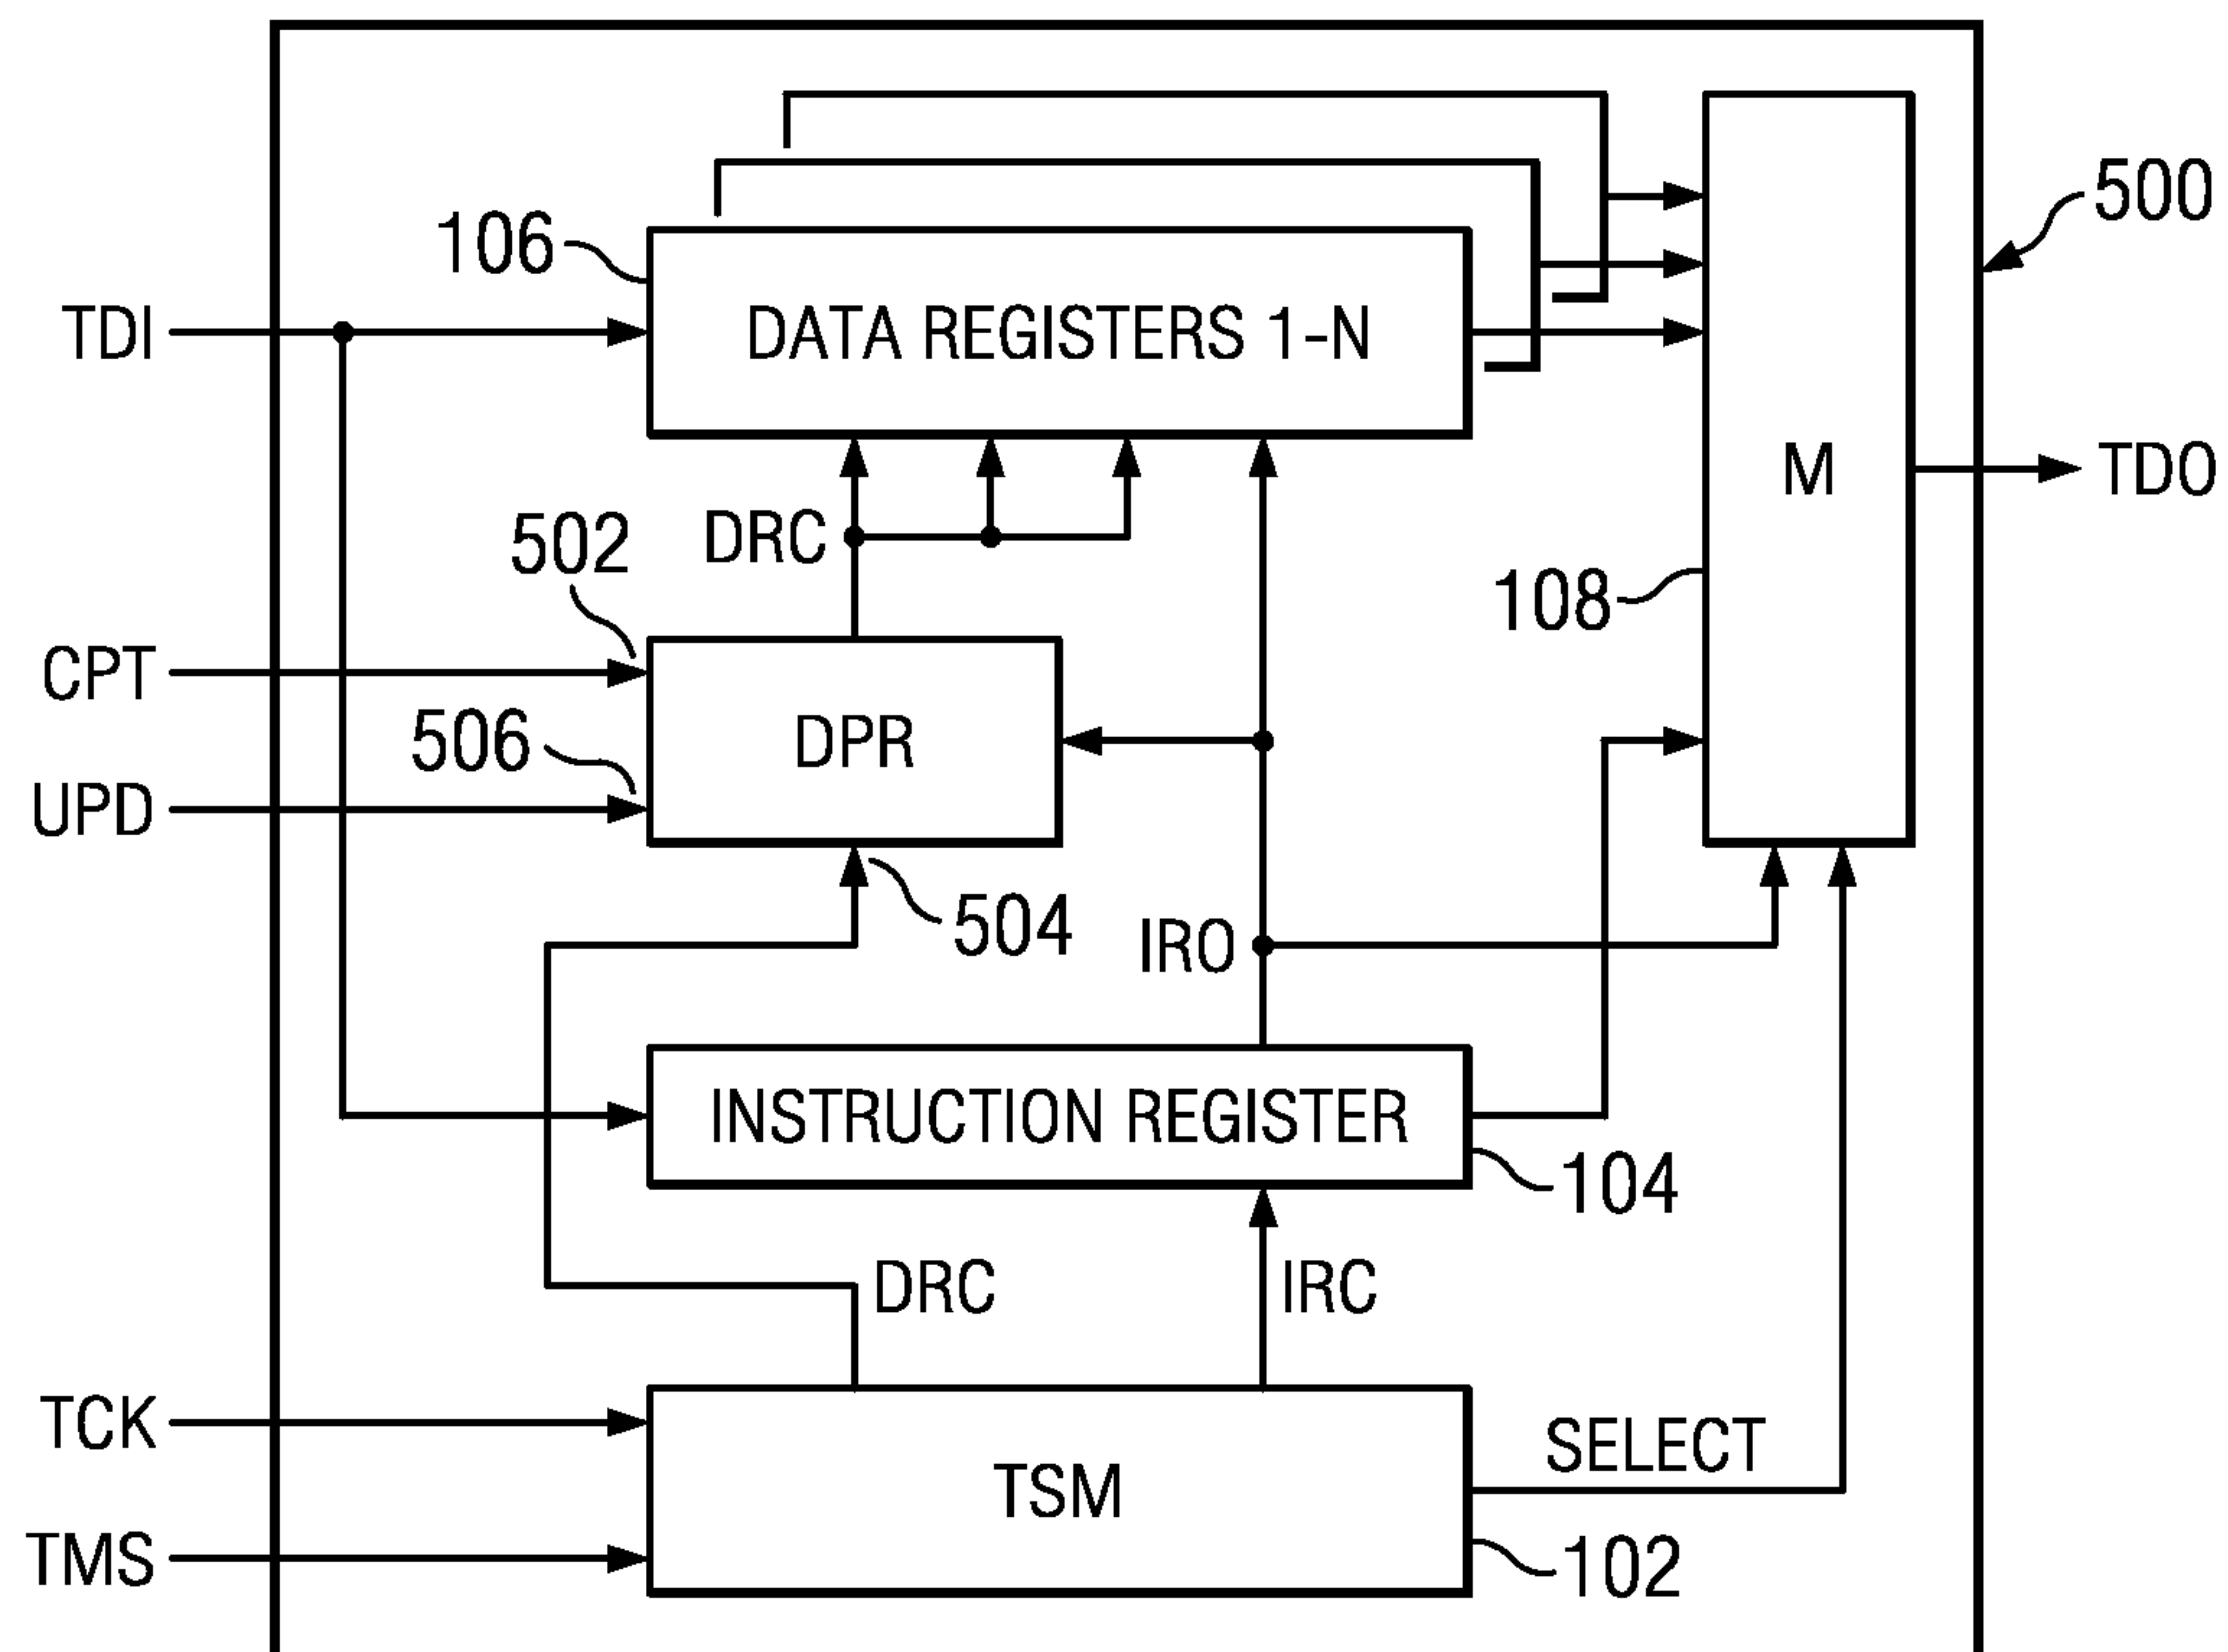 500
106
TDI
DATA REGISTERS 1-N
M
TDO
DRC
502
108
CPT
506
DPR
UPD
504
IRO
INSTRUCTION REGISTER
104
DRC
IRC
TCK
SELECT
TSM
TMS
102